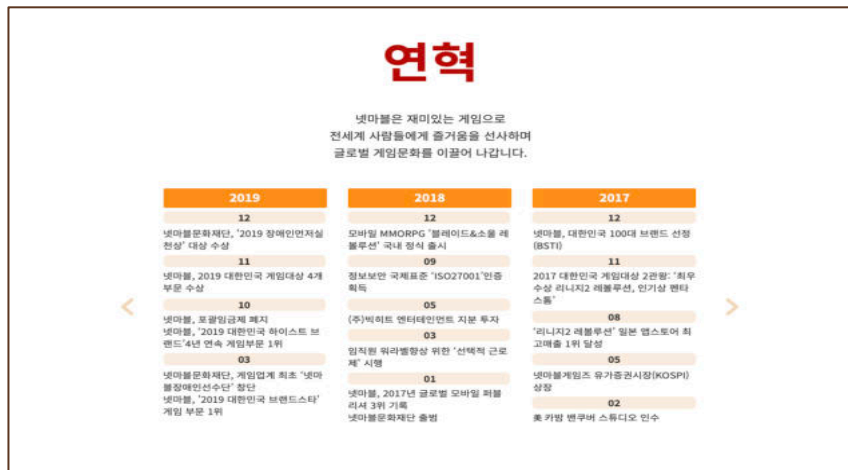 연혁
넷마블은 재미있는 게임으로
전세계 사람들에게 즐거움을 선사하며
글로벌 게임문화를 이끌어 나갑니다.
2019
12
넷마블문화재단, '2019 장애인먼저실
천상' 대상 수상
11
넷마블, 2019 대한민국 게임대상 4개
부문 수상
10
넷마블, 포괄임금제 폐지
넷마블, '2019 대한민국 하이스트 브
랜드'4년 연속 게임부문 1위
03
넷마블문화재단, 게임업계 최초 '넷마
블장애인선수단' 창단
넷마블, '2019 대한민국 브랜드스타'
게임 부문 1위
2018
12
모바일 MMORPG '블레이드&소울 레
볼루션' 국내 정식 출시
09
정보보안 국제표준 'ISO27001'인증
획득
05
(주)빅히트 엔터테인먼트 지분 투자
03
임직원 워라밸향상 위한 '선택적 근로
제' 시행
01
넷마블, 2017년 글로벌 모바일 퍼블
리셔 3위 기록
넷마블문화재단 출범
2017
12
넷마블, 대한민국 100대 브랜드 선정
(BSTI)
11
2017 대한민국 게임대상 2관왕: '최우
수상 리니지2 레볼루션, 인기상 펜타
스톰'
08
'리니지2 레볼루션' 일본 앱스토어 최
고매출 1위 달성
05
넷마블게임즈 유가증권시장(KOSPI)
상장
02
美 카밤 밴쿠버 스튜디오 인수